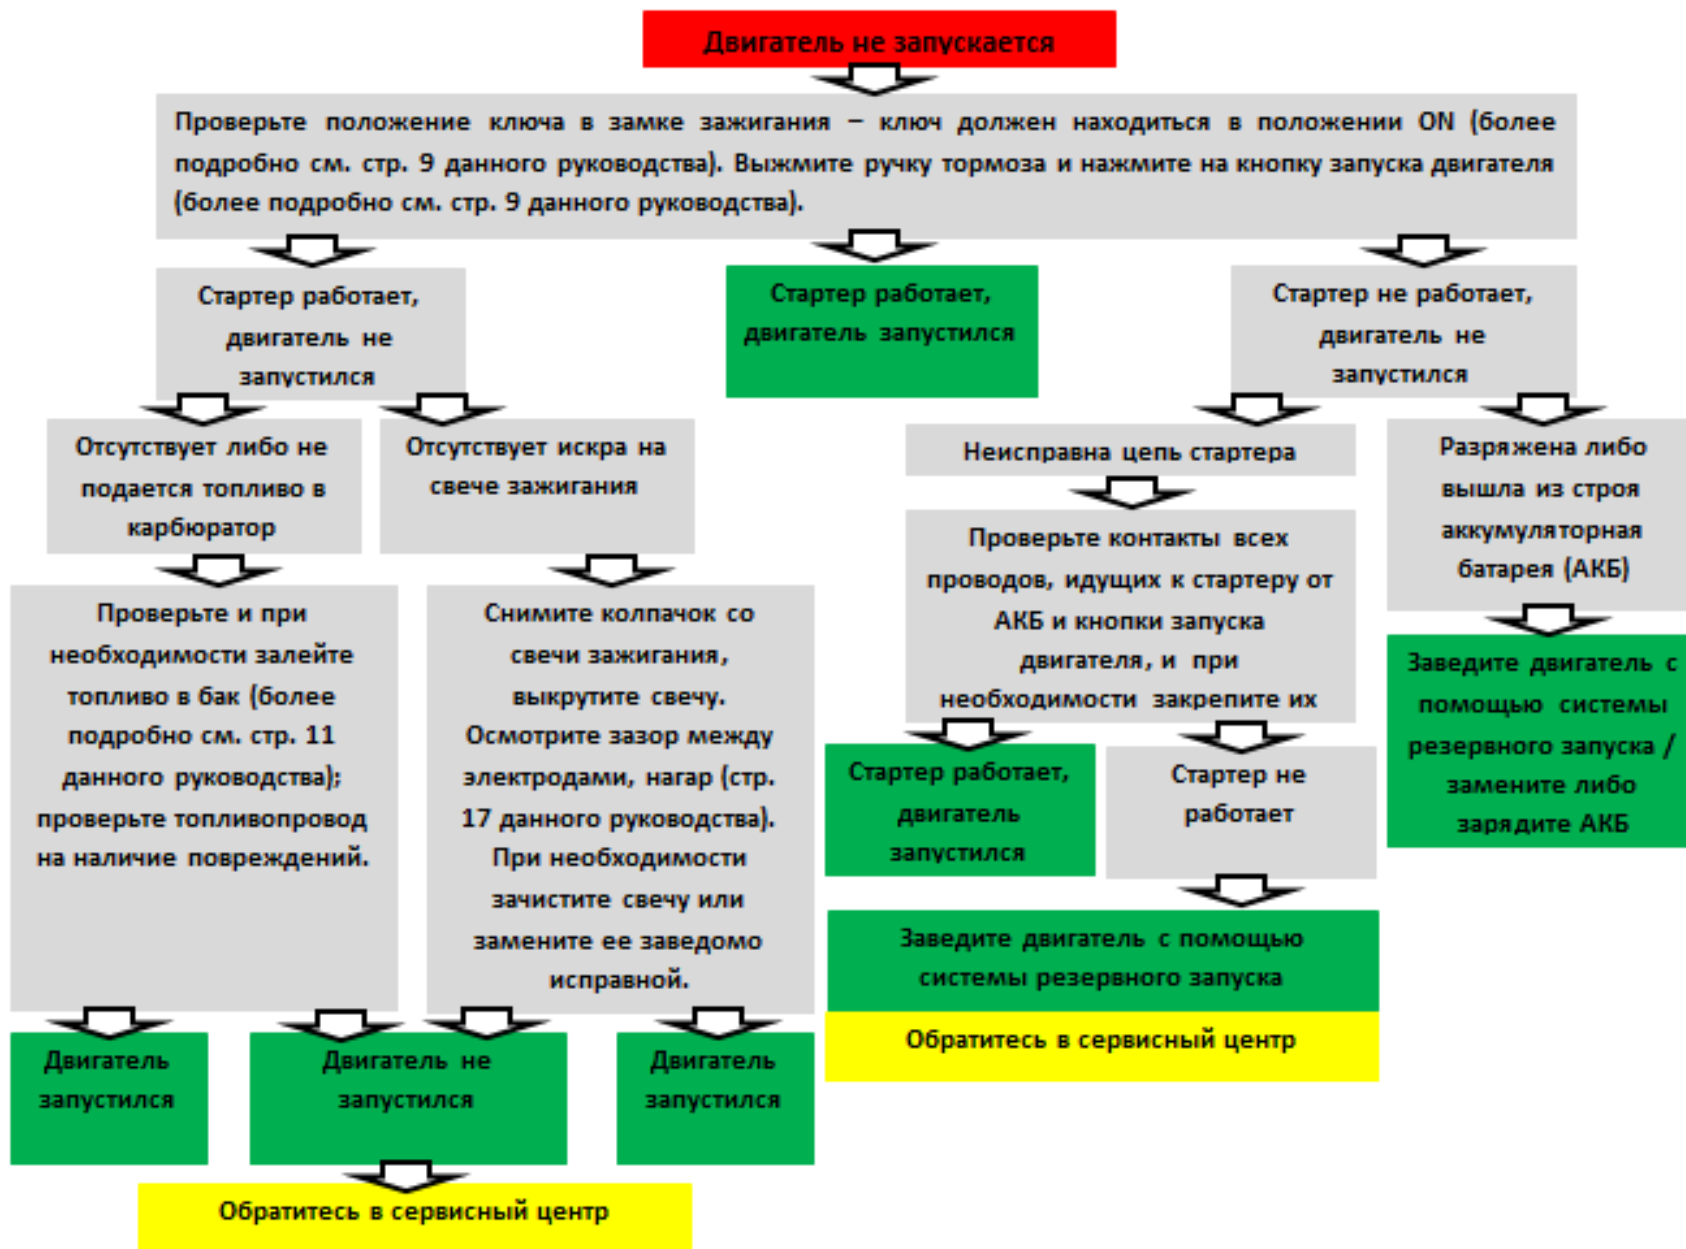 Двигатель не запускается
Проверьте положение ключа в замке зажигания – ключ должен находиться в положении ON (более
подробно см. стр. 9 данного руководства). Выжмите ручку тормоза и нажмите на кнопку запуска двигателя
(более подробно см. стр. 9 данного руководства).
Стартер работает,
двигатель не
запустился
Стартер работает,
двигатель запустился
Стартер не работает,
двигатель не
запустился
Отсутствует либо не
подается топливо в
карбюратор
Отсутствует искра на
свече зажигания
Неисправна цепь стартера
Разряжена либо
вышла из строя
аккумуляторная
батарея (АКБ)
Проверьте и при
необходимости залейте
топливо в бак (более
подробно см. стр. 11
данного руководства);
проверьте топливопровод
на наличие повреждений.
Снимите колпачок со
свечи зажигания,
выкрутите свечу.
Осмотрите зазор между
электродами, нагар (стр.
17 данного руководства).
При необходимости
зачистите свечу или
замените ее заведомо
исправной.
Проверьте контакты всех
проводов, идущих к стартеру от
АКБ и кнопки запуска
двигателя, и при
необходимости закрепите их
Заведите двигатель с
помощью системы
резервного запуска /
замените либо
зарядите АКБ
Стартер работает,
двигатель
запустился
Стартер не
работает
Заведите двигатель с помощью
системы резервного запуска
Обратитесь в сервисный центр
Двигатель
запустился
Двигатель не
запустился
Двигатель
запустился
Обратитесь в сервисный центр